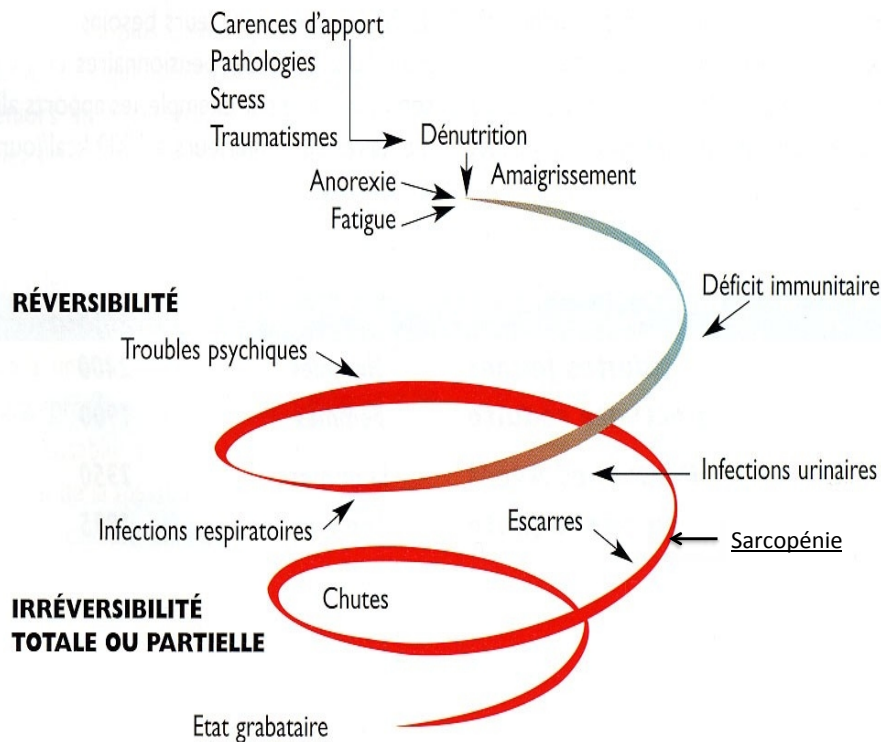 Carences d'apport
Pathologies
Stress
Traumatismes
Dénutrition
Anorexie
Amaigrissement
Fatigue
Déficit immunitaire
RÉVERSIBILITÉ
Troubles psychiques
Infections urinaires
Infections respiratoires
Escarres
Sarcopénie
Chutes
IRRÉVERSIBILITÉ
TOTALE OU PARTIELLE
Etat grabataire